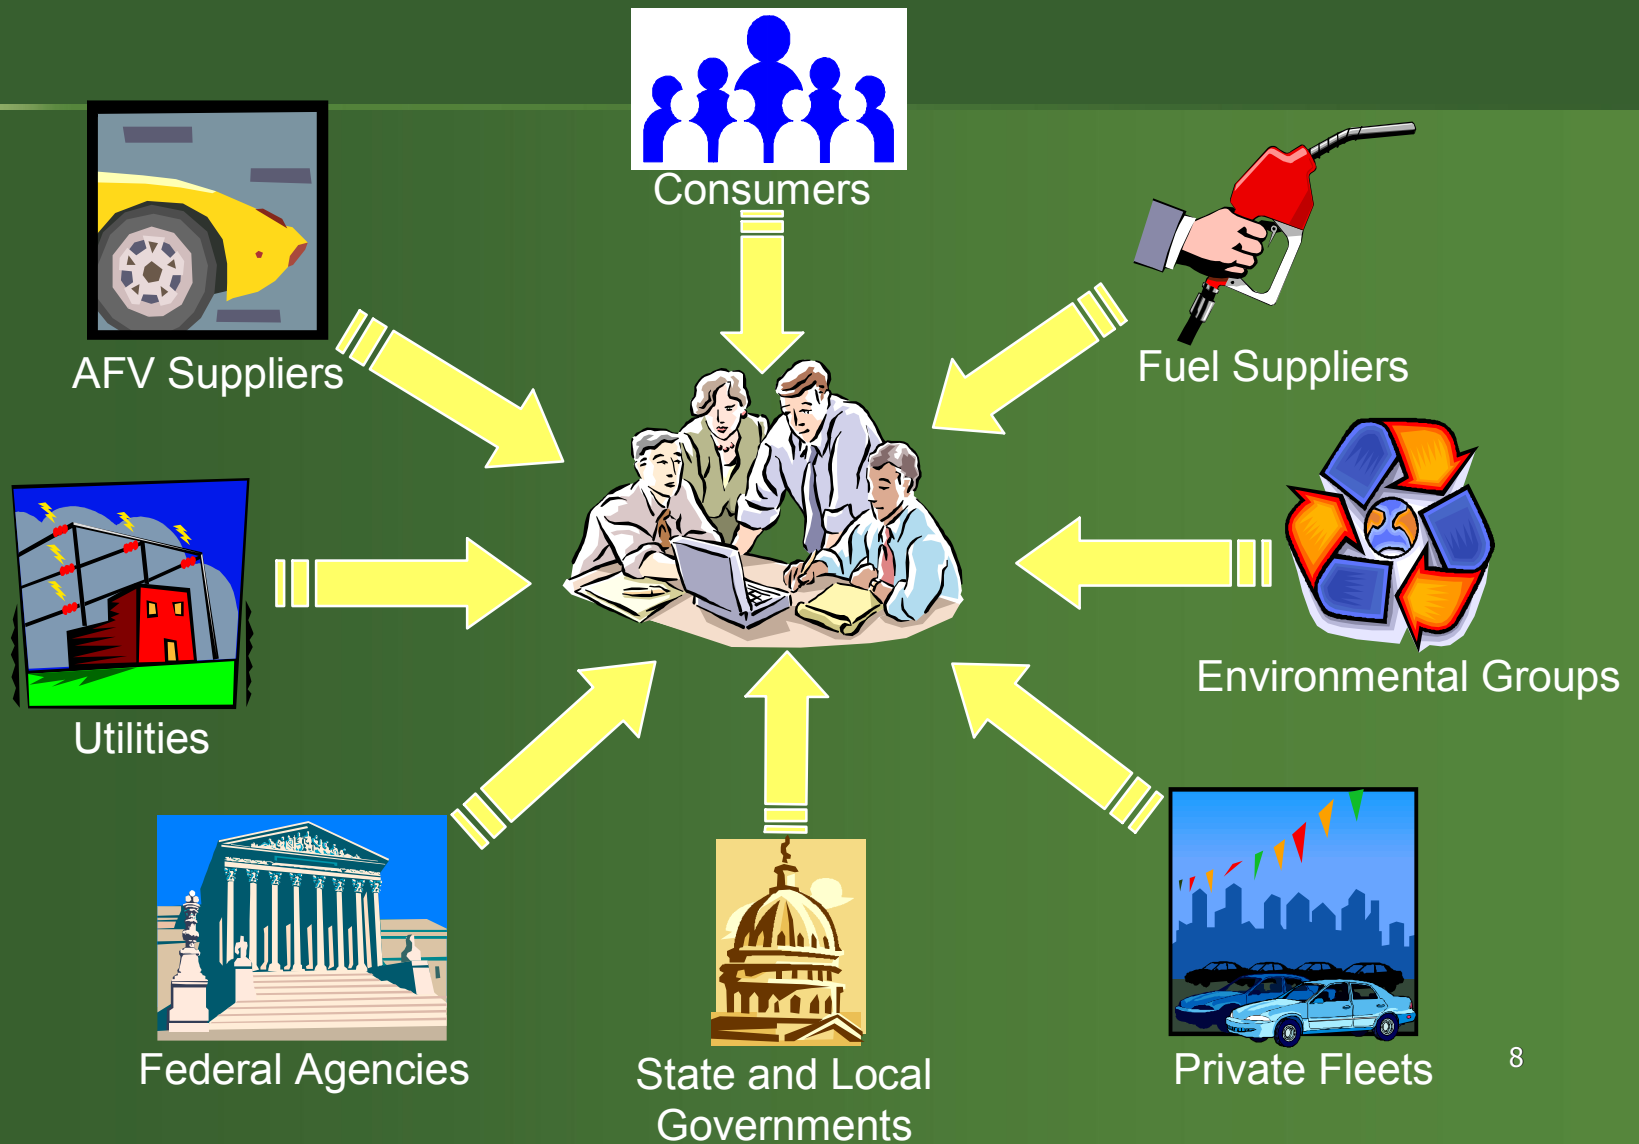 Consumers
AFV Suppliers
Fuel Suppliers
Utilities
Environmental Groups
Federal Agencies
State and Local
Governments
Private Fleets
8